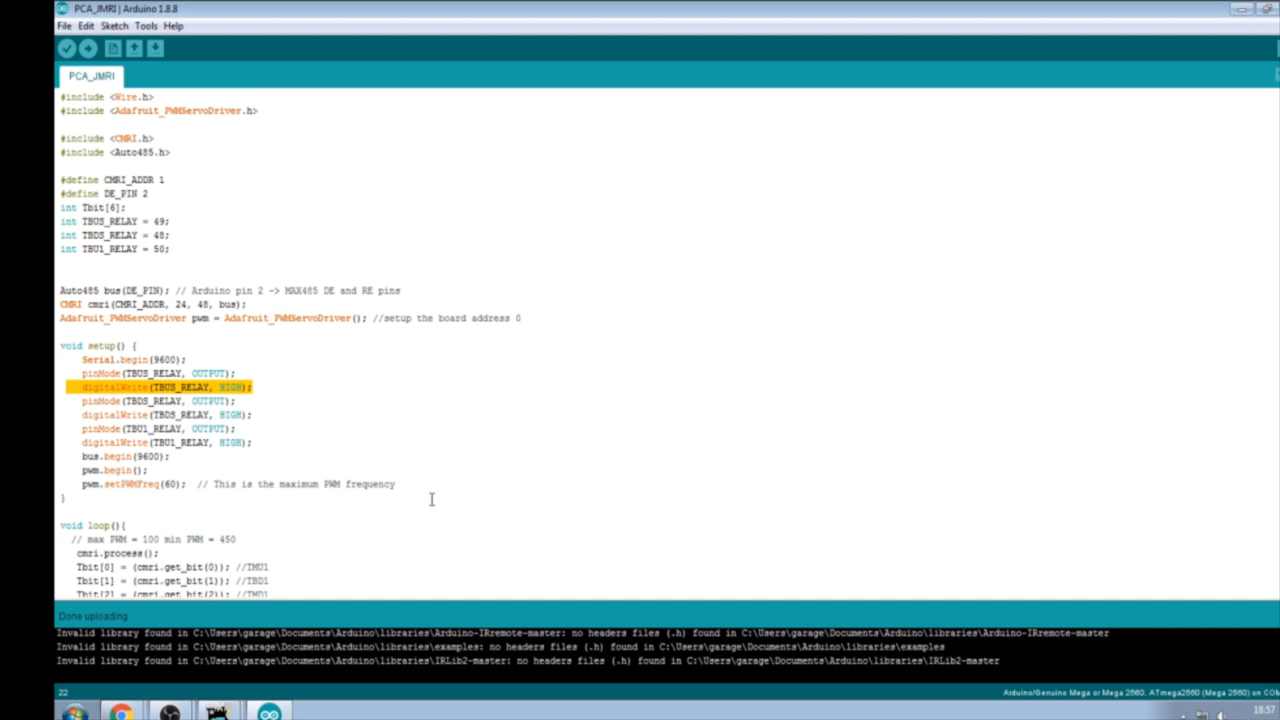 PCA_JMRI | Arduino 1.8.8
File Edit Sketch Tools Help
PCA_JMRI
#include <Wire.h>
#include <Adafruit_PWMServoDriver.h>
#include <CMRI.h>
#include <Auto485.h>
#define CMRI_ADDR 1
#define DE_PIN 2
int Tbit[6];
int TBUS_RELAY = 49;
int TBDS_RELAY = 48;
int TBU1_RELAY = 50;
Auto485 bus(DE_PIN); // Arduino pin 2 -> MAX485 DE and RE pins
CMRI cmri(CMRI_ADDR, 24, 48, bus);
Adafruit_PWMServoDriver pwm = Adafruit_PWMServoDriver(); //setup the board address 0
void setup() {
Serial.begin(9600);
pinMode(TBUS_RELAY, OUTPUT);
digitalWrite(TBUS_RELAY, HIGH);
pinMode(TBDS_RELAY, OUTPUT);
digitalWrite(TBDS_RELAY, HIGH);
pinMode(TBU1_RELAY, OUTPUT);
digitalWrite(TBU1_RELAY, HIGH);
bus.begin(9600);
pwm.begin();
pwm.setPWMFreq(60); // This is the maximum PWM frequency
}
void loop(){
// max PWM = 100 min PWM = 450
cmri.process();
Tbit[0] = (cmri.get_bit(0)); //TMU1
Tbit[1] = (cmri.get_bit(1)); //TBD1
Tbit[2] = (cmri.get_bit(2)); //TMD1
Done uploading.
Invalid library found in C:\Users\garage\Documents\Arduino\libraries\Arduino-IRremote-master: no headers files (.h) found in C:\Users\garage\Documents\Arduino\libraries\Arduino-IRremote-master
Invalid library found in C:\Users\garage\Documents\Arduino\libraries\examples: no headers files (.h) found in C:\Users\garage\Documents\Arduino\libraries\examples
Invalid library found in C:\Users\garage\Documents\Arduino\libraries\IRLib2-master: no headers files (.h) found in C:\Users\garage\Documents\Arduino\libraries\IRLib2-master
22 Arduino/Genuino Mega or Mega 2560, ATmega2560 (Mega 2560) on COM
18:57